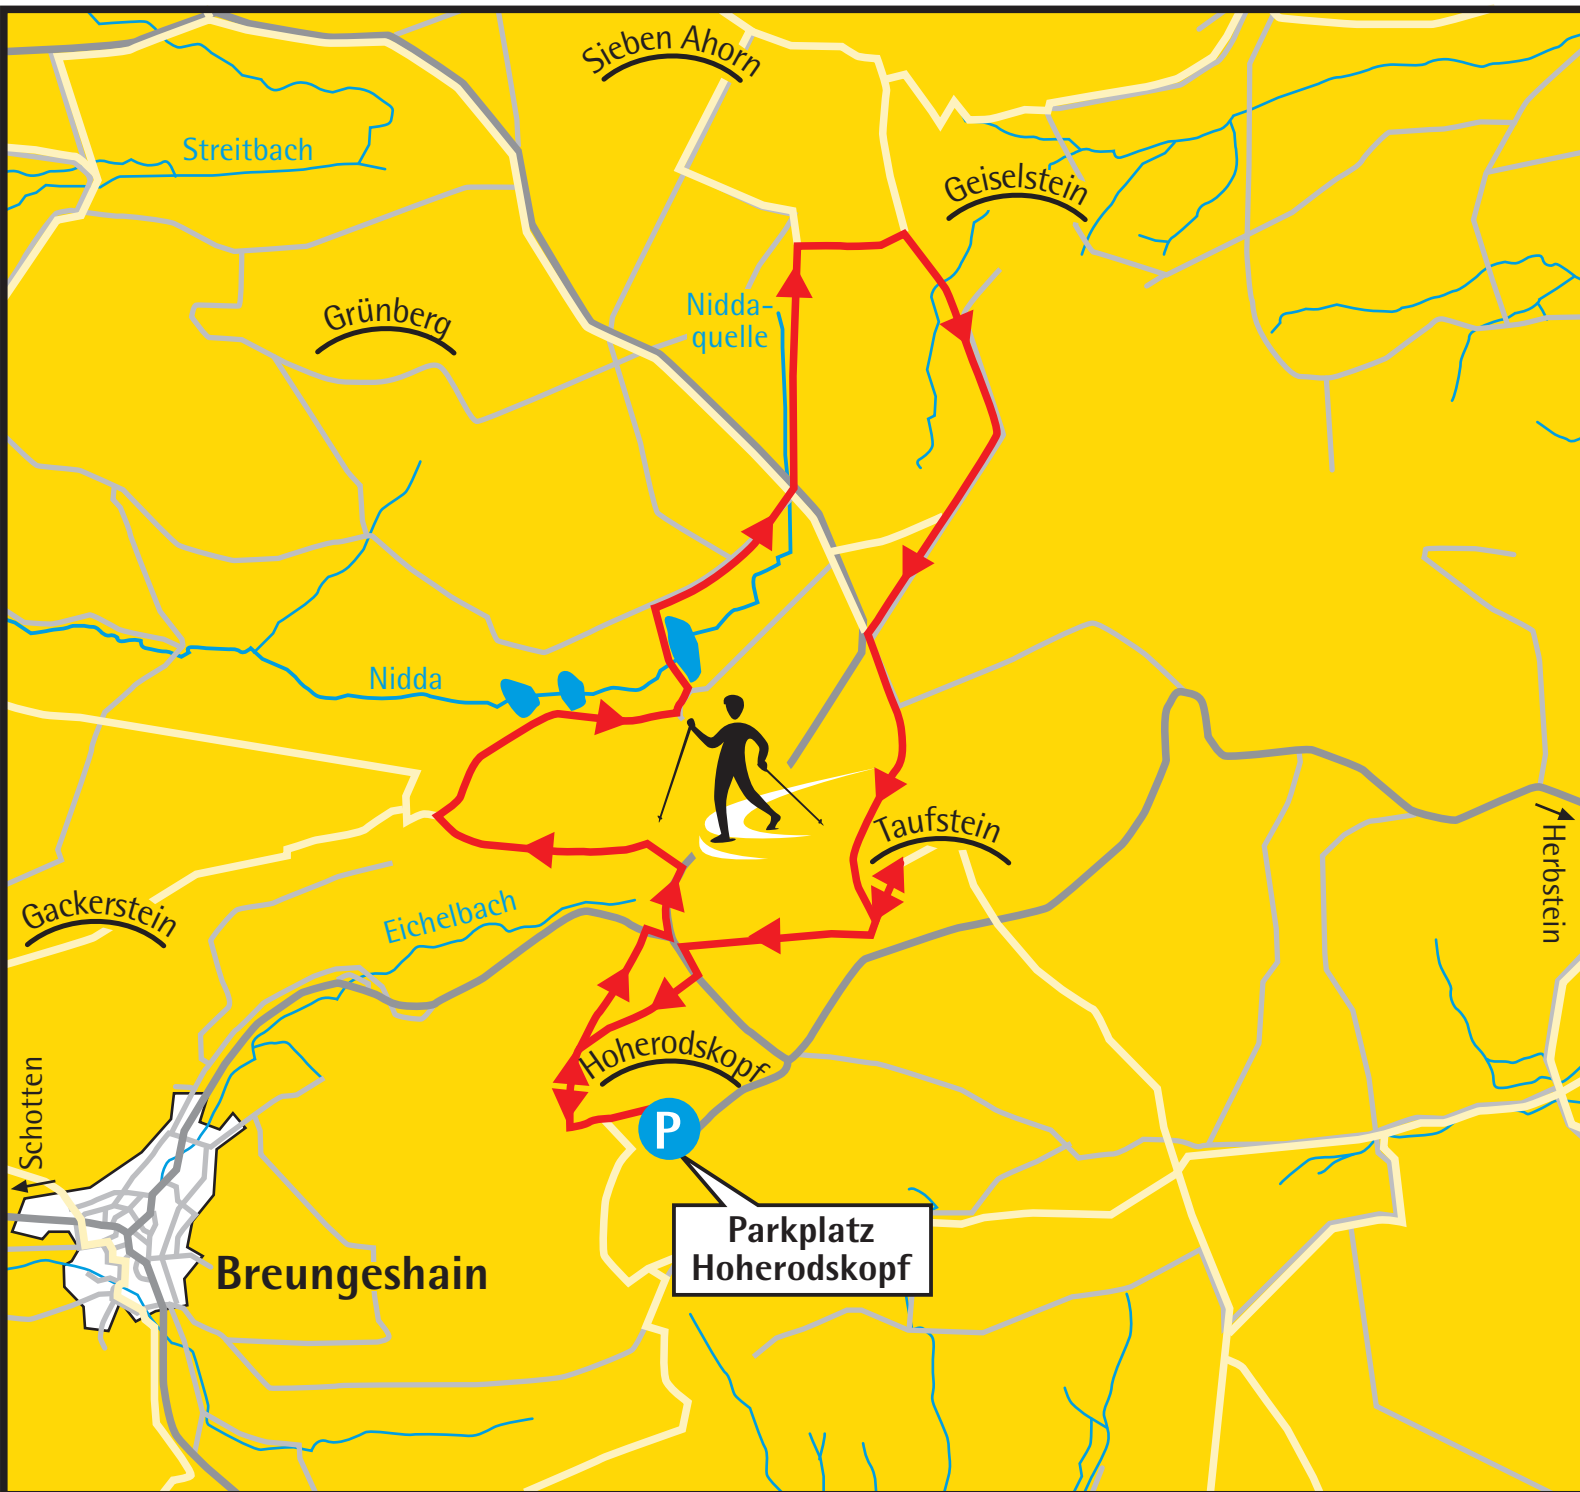 Sieben Ahorn
Streitbach
Geiselstein
Nidda-
quelle
Grünberg
Nidda
Taufstein
Herbstein
Gackerstein
Eichelbach
Hoherodskopf
Schotten
P
Parkplatz
Hoherodskopf
Breungeshain